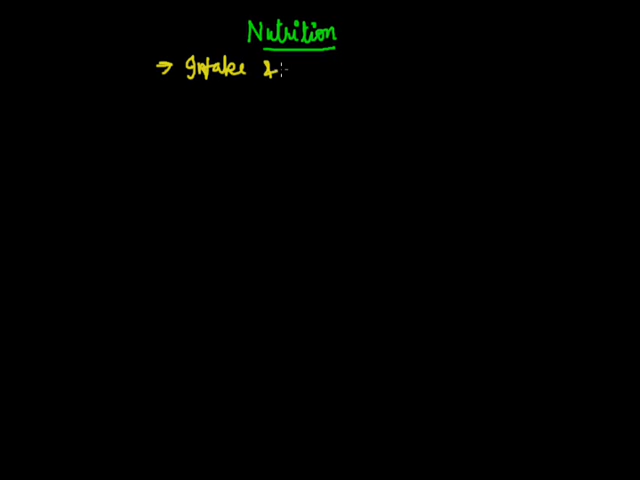 Nutrition
→ Intake &